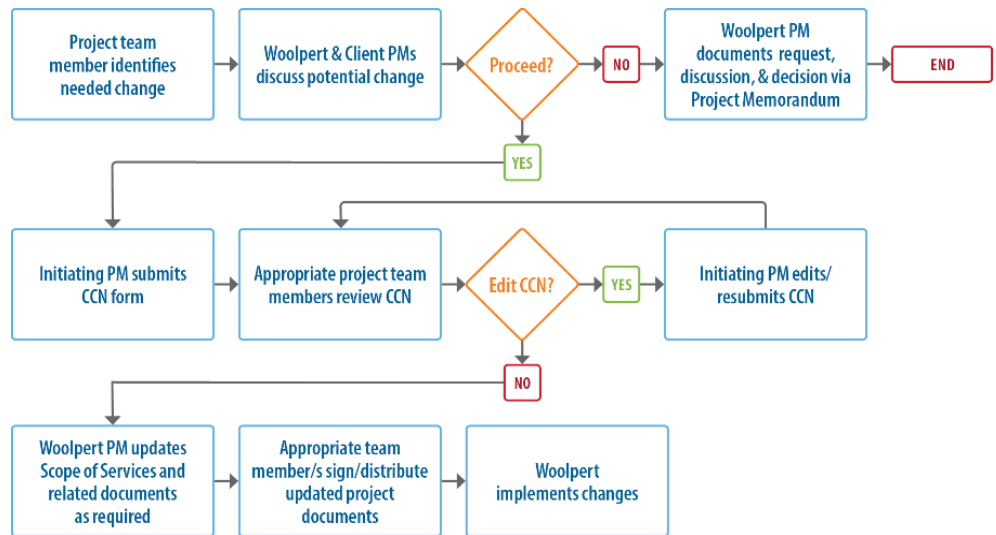 Project team
member identifies
needed change
Woolpert & Client PMs
discuss potential change
Proceed?
NO
Woolpert PM
documents request,
discussion, & decision via
Project Memorandum
END
YES
Initiating PM submits
CCN form
Appropriate project team
members review CCN
Edit CCN?
YES
Initiating PM edits/
resubmits CCN
NO
Woolpert PM updates
Scope of Services and
related documents
as required
Appropriate team
member/s sign/distribute
updated project
documents
Woolpert
implements changes